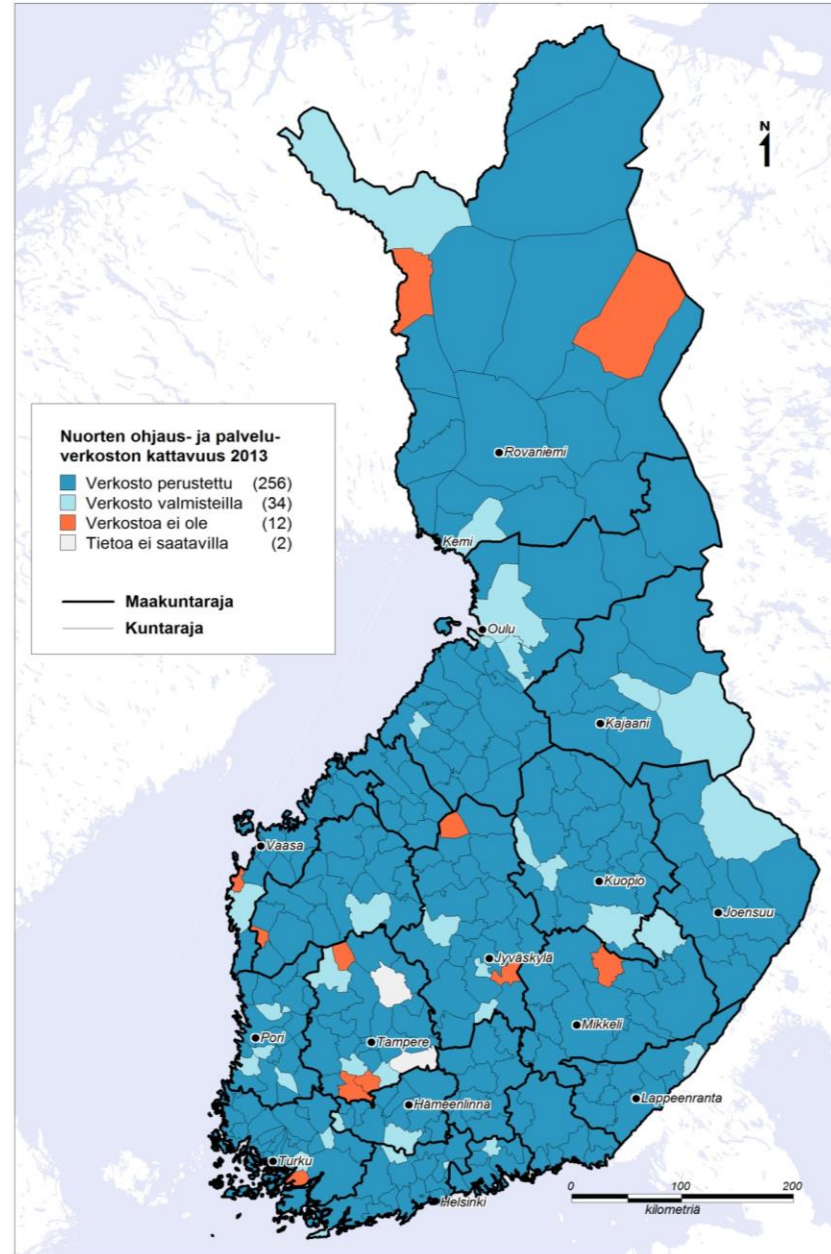 N
Nuorten ohjaus- ja palvelu-
verkoston kattavuus 2013
Verkosto perustettu (256)
Verkosto valmisteilla (34)
Verkostoa ei ole (12)
Tietoa ei saatavilla (2)
Maakuntaraja
Kuntaraja
Rovaniemi
Kemi
Oulu
Kajaani
Vaasa
Kuopio
Joensuu
Jyväskylä
Mikkeli
Pori
Tampere
Lappeenranta
Hämeenlinna
Turku
Helsinki
0 100 200
kilometriä